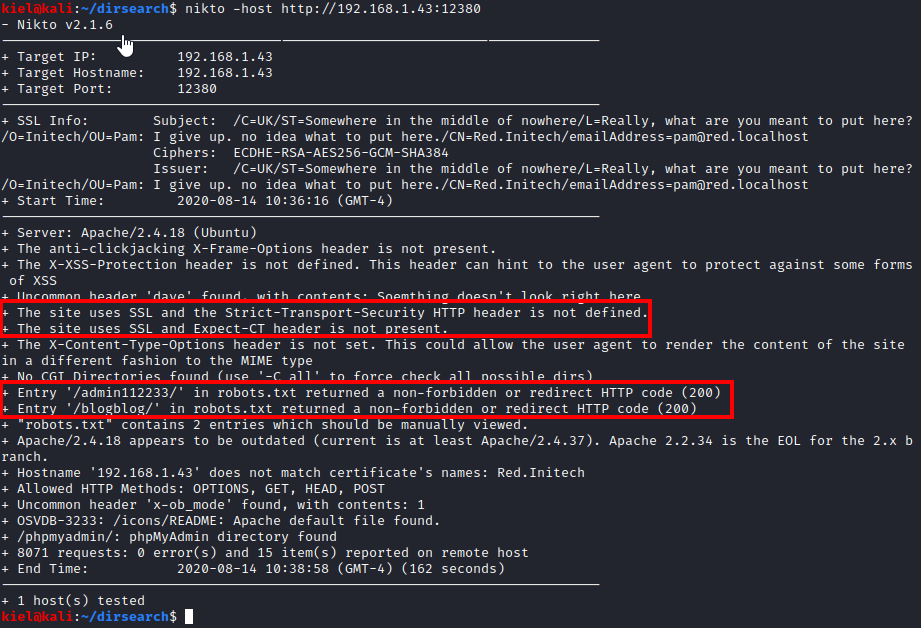 kiel@kali:~/dirsearch$ nikto -host http://192.168.1.43:12380
- Nikto v2.1.6
+ Target IP:          192.168.1.43
+ Target Hostname:    192.168.1.43
+ Target Port:        12380
+ SSL Info:        Subject:  /C=UK/ST=Somewhere in the middle of nowhere/L=Really, what are you meant to put here?
/O=Initech/OU=Pam: I give up. no idea what to put here./CN=Red.Initech/emailAddress=pam@red.localhost
Ciphers:  ECDHE-RSA-AES256-GCM-SHA384
Issuer:   /C=UK/ST=Somewhere in the middle of nowhere/L=Really, what are you meant to put here?
/O=Initech/OU=Pam: I give up. no idea what to put here./CN=Red.Initech/emailAddress=pam@red.localhost
+ Start Time:         2020-08-14 10:36:16 (GMT-4)
+ Server: Apache/2.4.18 (Ubuntu)
+ The anti-clickjacking X-Frame-Options header is not present.
+ The X-XSS-Protection header is not defined. This header can hint to the user agent to protect against some forms
of XSS
+ Uncommon header 'dave' found, with contents: Soemthing doesn't look right here
+ The site uses SSL and the Strict-Transport-Security HTTP header is not defined.
+ The site uses SSL and Expect-CT header is not present.
+ The X-Content-Type-Options header is not set. This could allow the user agent to render the content of the site
in a different fashion to the MIME type
+ No CGI Directories found (use '-C all' to force check all possible dirs)
+ Entry '/admin112233/' in robots.txt returned a non-forbidden or redirect HTTP code (200)
+ Entry '/blogblog/' in robots.txt returned a non-forbidden or redirect HTTP code (200)
+ "robots.txt" contains 2 entries which should be manually viewed.
+ Apache/2.4.18 appears to be outdated (current is at least Apache/2.4.37). Apache 2.2.34 is the EOL for the 2.x b
ranch.
+ Hostname '192.168.1.43' does not match certificate's names: Red.Initech
+ Allowed HTTP Methods: OPTIONS, GET, HEAD, POST
+ Uncommon header 'x-ob_mode' found, with contents: 1
+ OSVDB-3233: /icons/README: Apache default file found.
+ /phpmyadmin/: phpMyAdmin directory found
+ 8071 requests: 0 error(s) and 15 item(s) reported on remote host
+ End Time:           2020-08-14 10:38:58 (GMT-4) (162 seconds)
+ 1 host(s) tested
kiel@kali:~/dirsearch$